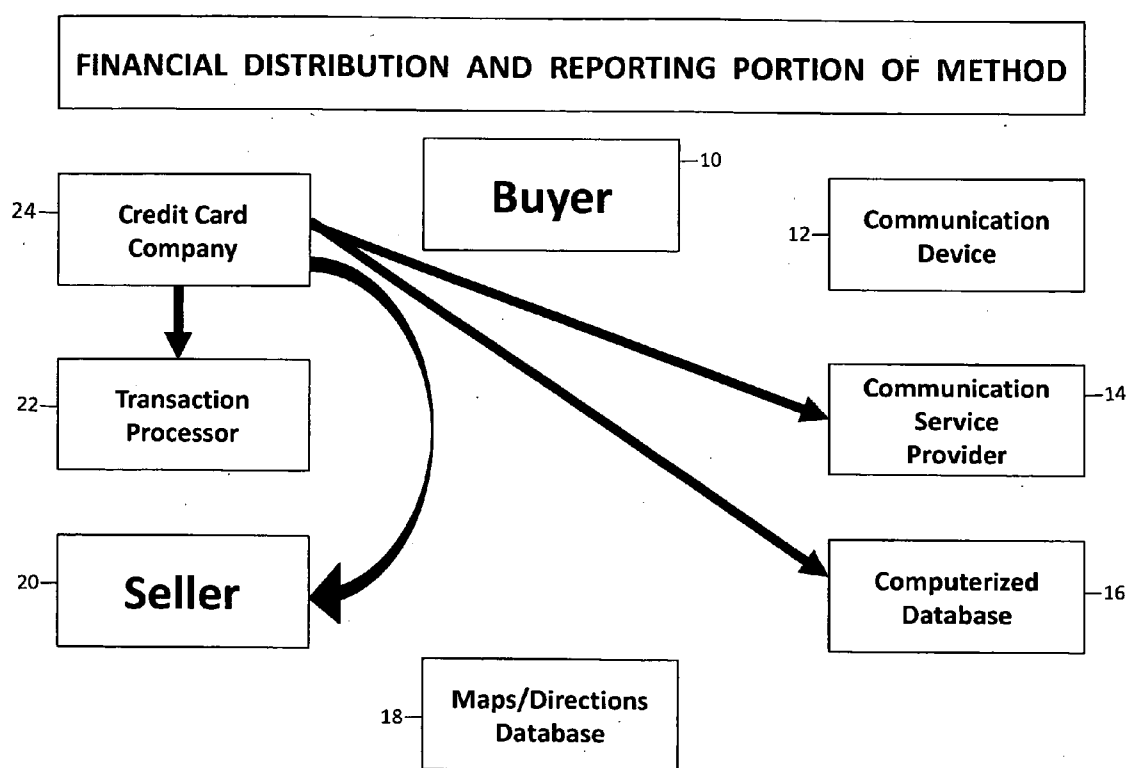 FINANCIAL DISTRIBUTION AND REPORTING PORTION OF METHOD
10
Buyer
24
Credit Card
Company
12
Communication
Device
22
Transaction
Processor
Communication
Service
Provider
14
20
Seller
Computerized
Database
16
18
Maps/Directions
Database